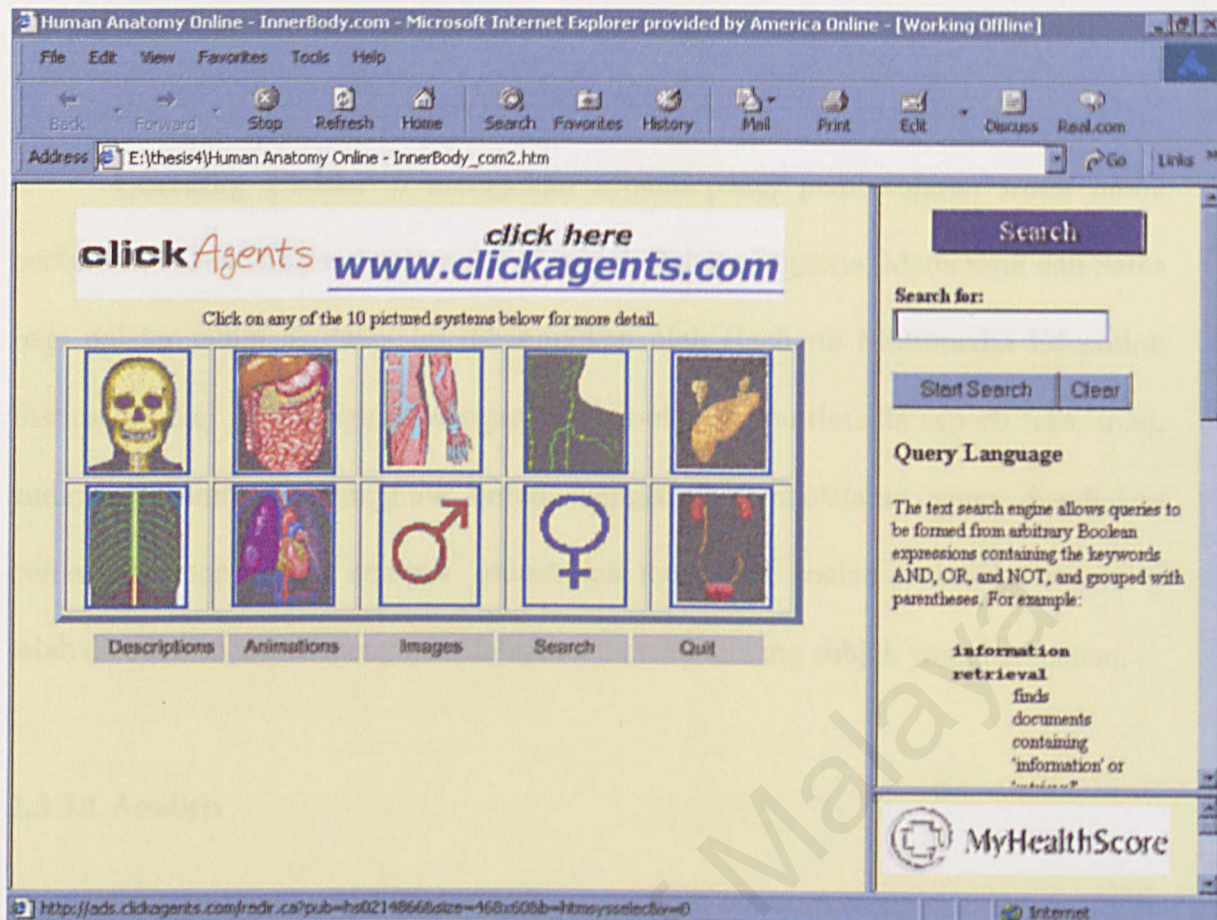 Human Anatomy Online - InnerBody.com - Microsoft Internet Explorer provided by America Online - [Working Offline]
File Edit View Favorites Tools Help
Back Forward Stop Refresh Home Search Favorites History Mail Print Edit Discuss Real.com
Address E:\thesis4\Human Anatomy Online - InnerBody_com2.htm Go Links
click Agents
click here
www.clickagents.com
Click on any of the 10 pictured systems below for more detail.
Descriptions Animations Images Search Quit
Search
Search for:
Start Search Clear
Query Language
The text search engine allows queries to
be formed from arbitrary Boolean
expressions containing the keywords
AND, OR, and NOT, and grouped with
parentheses. For example:
information
retrieval
finds
documents
containing
'information' or
MyHealthScore
Analisis
Malaya
Internet